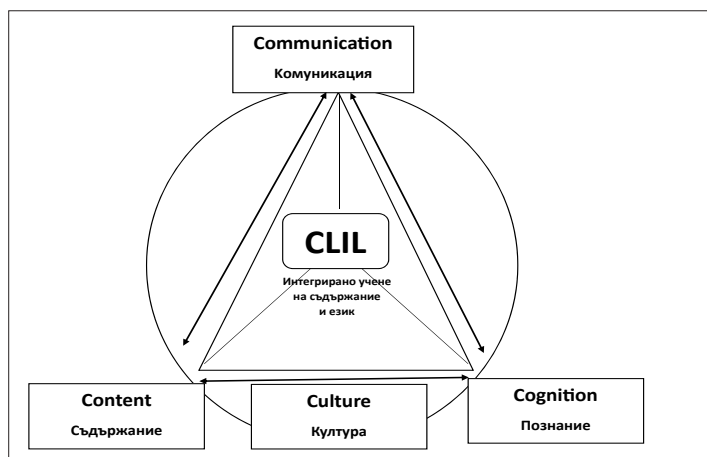 Communication
Комуникация
CLIL
Интегрирано учене
на съдържание
и език
Content
Съдържание
Culture
Култура
Cognition
Познание